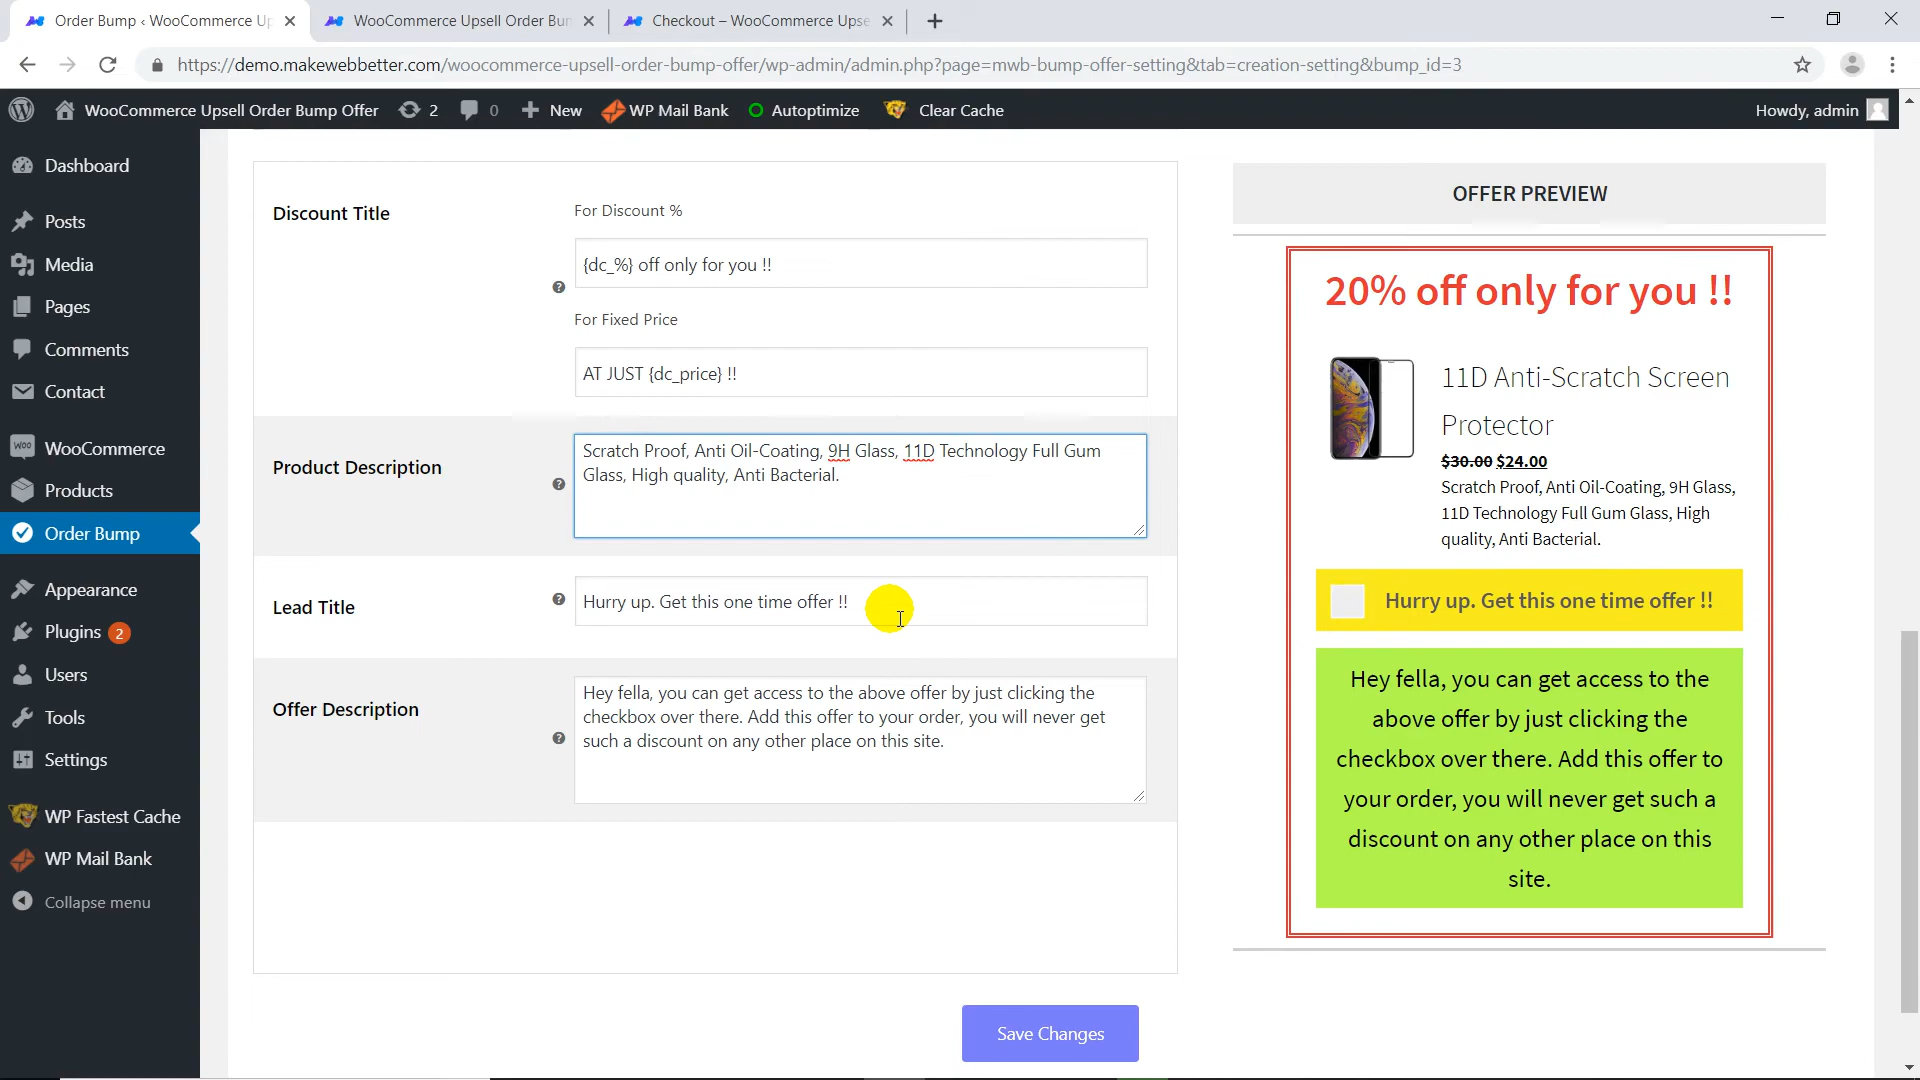 Order Bump ‹ WooCommerce Up
WooCommerce Upsell Order Bun
Checkout – WooCommerce Upse
https://demo.makewebbetter.com/woocommerce-upsell-order-bump-offer/wp-admin/admin.php?page=mwb-bump-offer-setting&tab=creation-setting&bump_id=3
WooCommerce Upsell Order Bump Offer 2 0 New WP Mail Bank Autoptimize Clear Cache Howdy, admin
Dashboard
Posts
Media
Pages
Comments
Contact
WooCommerce
Products
Order Bump
Appearance
Plugins 2
Users
Tools
Settings
WP Fastest Cache
WP Mail Bank
Collapse menu
Discount Title
For Discount %
{dc_%} off only for you !!
For Fixed Price
AT JUST {dc_price} !!
Product Description
Scratch Proof, Anti Oil-Coating, 9H Glass, 11D Technology Full Gum
Glass, High quality, Anti Bacterial.
Lead Title
Hurry up. Get this one time offer !!
Offer Description
Hey fella, you can get access to the above offer by just clicking the
checkbox over there. Add this offer to your order, you will never get
such a discount on any other place on this site.
Save Changes
OFFER PREVIEW
20% off only for you !!
11D Anti-Scratch Screen
Protector
$30.00 $24.00
Scratch Proof, Anti Oil-Coating, 9H Glass,
11D Technology Full Gum Glass, High
quality, Anti Bacterial.
Hurry up. Get this one time offer !!
Hey fella, you can get access to the
above offer by just clicking the
checkbox over there. Add this offer to
your order, you will never get such a
discount on any other place on this
site.